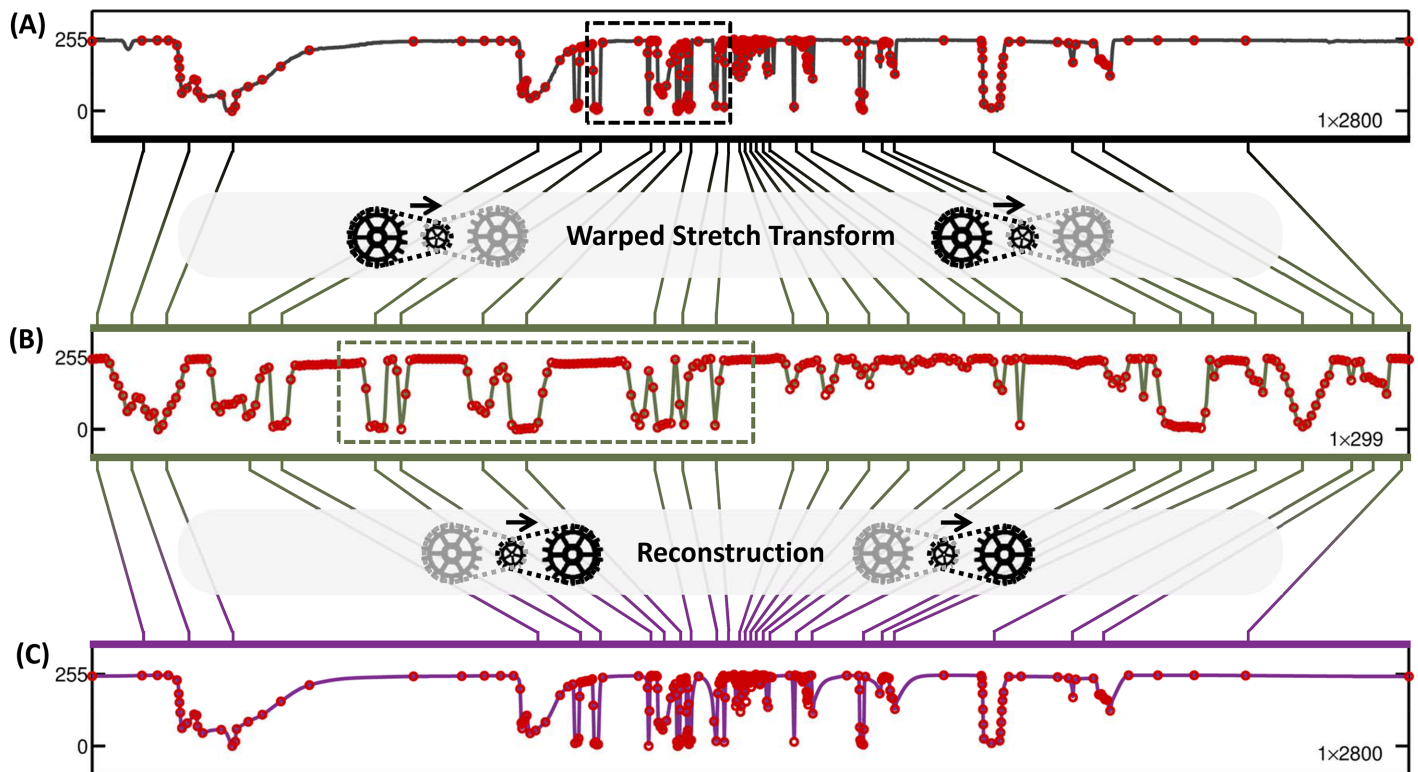 (A)
255
0
1×2800
Warped Stretch Transform
(B)
255
0
1×299
Reconstruction
(C)
255
0
1×2800